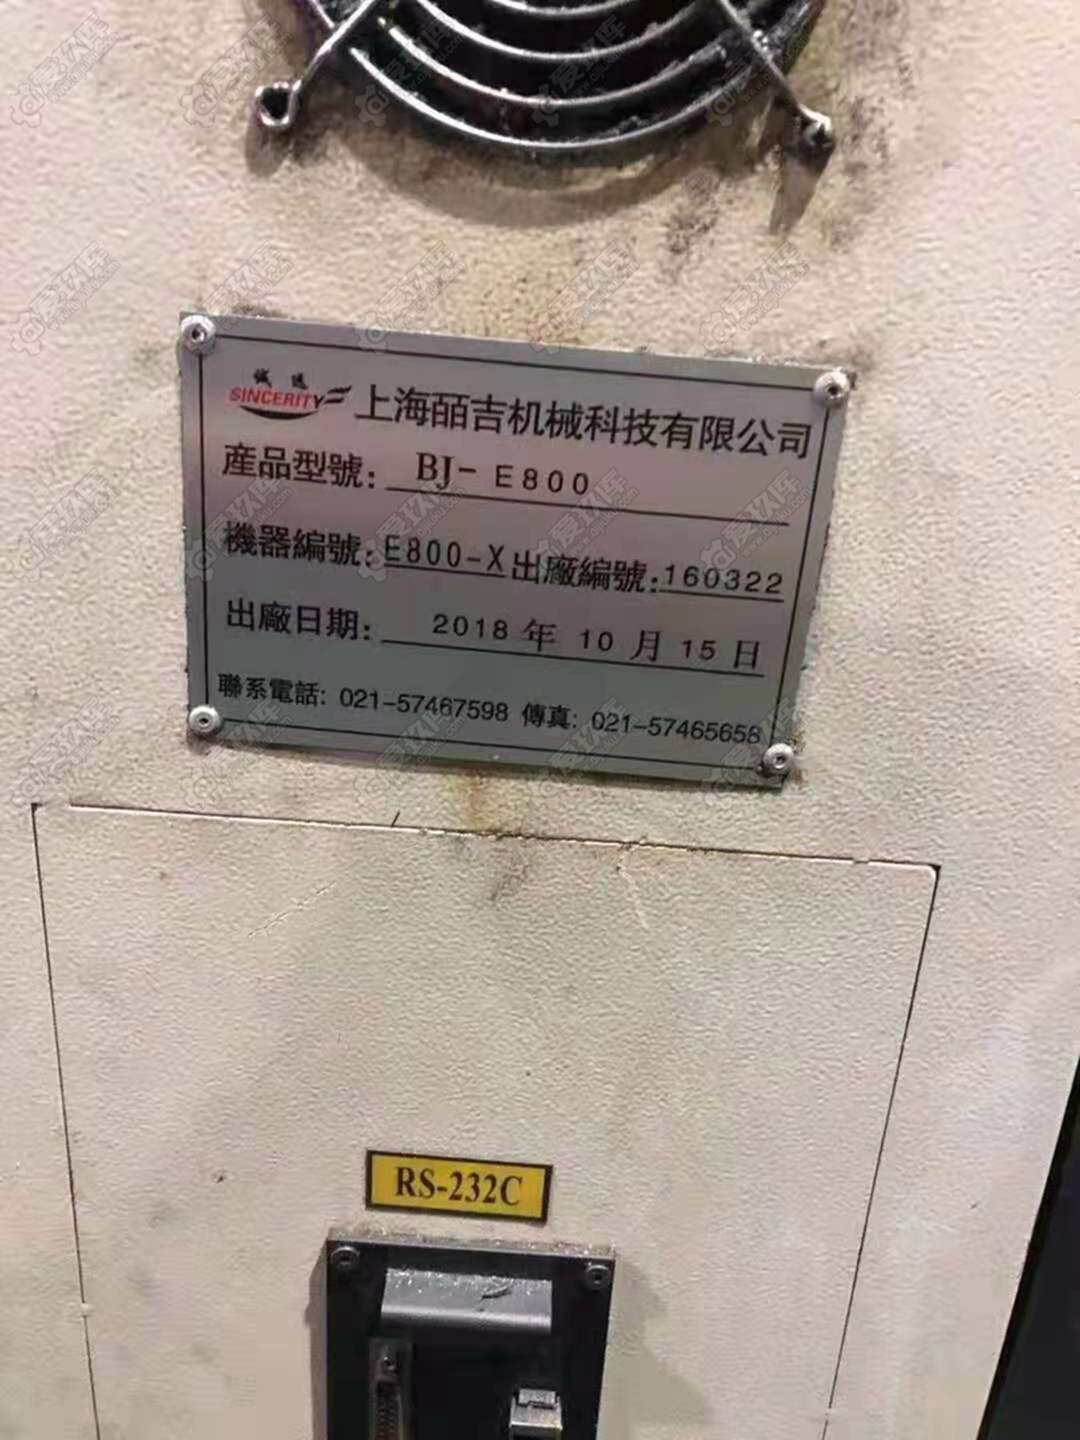 SINCERITY
上海皕吉机械科技有限公司
產品型號: BJ- E800
機器編號: E800-X 出廠編號: 160322
出廠日期: 2018 年 10 月 15 日
聯系電話: 021-57467598 傳真: 021-57465658
RS-232C